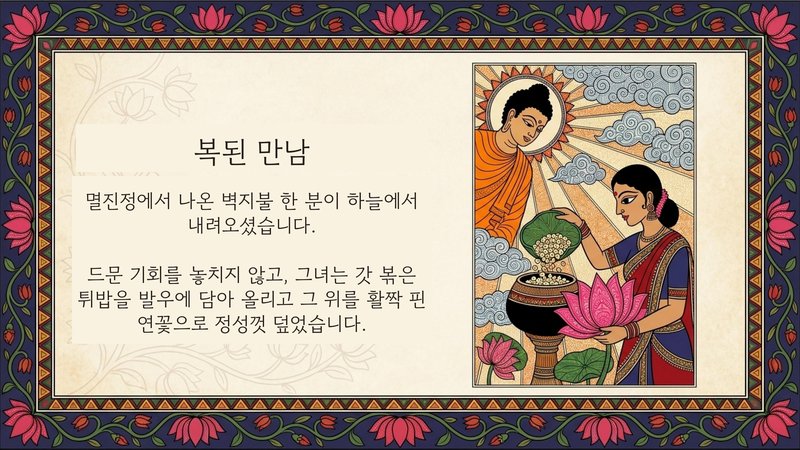 복된 만남
멸진정에서 나온 벽지불 한 분이 하늘에서
내려오셨습니다.
드문 기회를 놓치지 않고, 그녀는 갓 볶은
튀밥을 발우에 담아 올리고 그 위를 활짝 핀
연꽃으로 정성껏 덮었습니다.